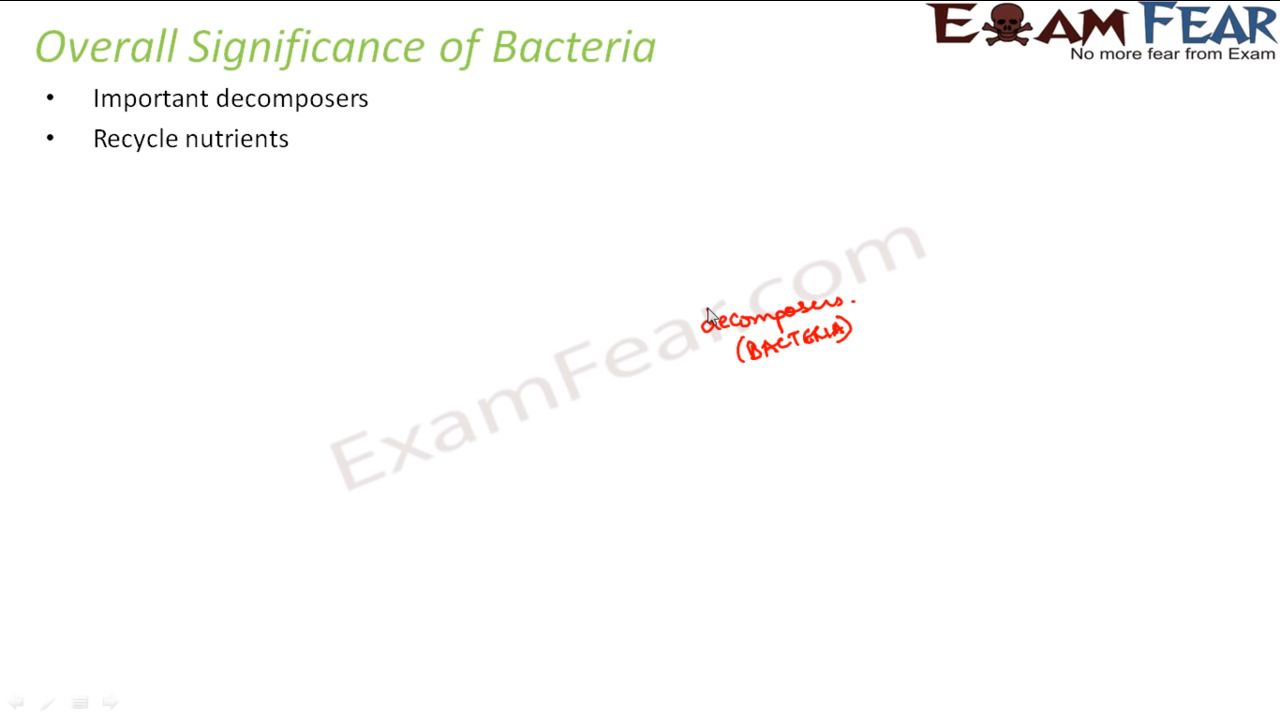 Overall Significance of Bacteria
EXAM FEAR
No more fear from Exam
• Important decomposers
• Recycle nutrients
decomposers.
(BACTERIA)
ExamFear.com